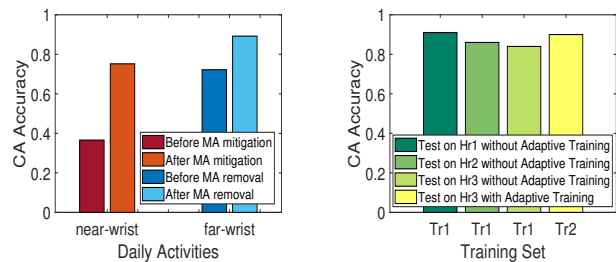 CA Accuracy
1
0.8
0.6
0.4
0.2
0
Before MA mitigation
After MA mitigation
Before MA removal
After MA removal
near-wrist
far-wrist
Daily Activities
CA Accuracy
1
0.8
0.6
0.4
0.2
0
Test on Hr1 without Adaptive Training
Test on Hr2 without Adaptive Training
Test on Hr3 without Adaptive Training
Test on Hr3 with Adaptive Training
Tr1 Tr1 Tr1 Tr2
Training Set